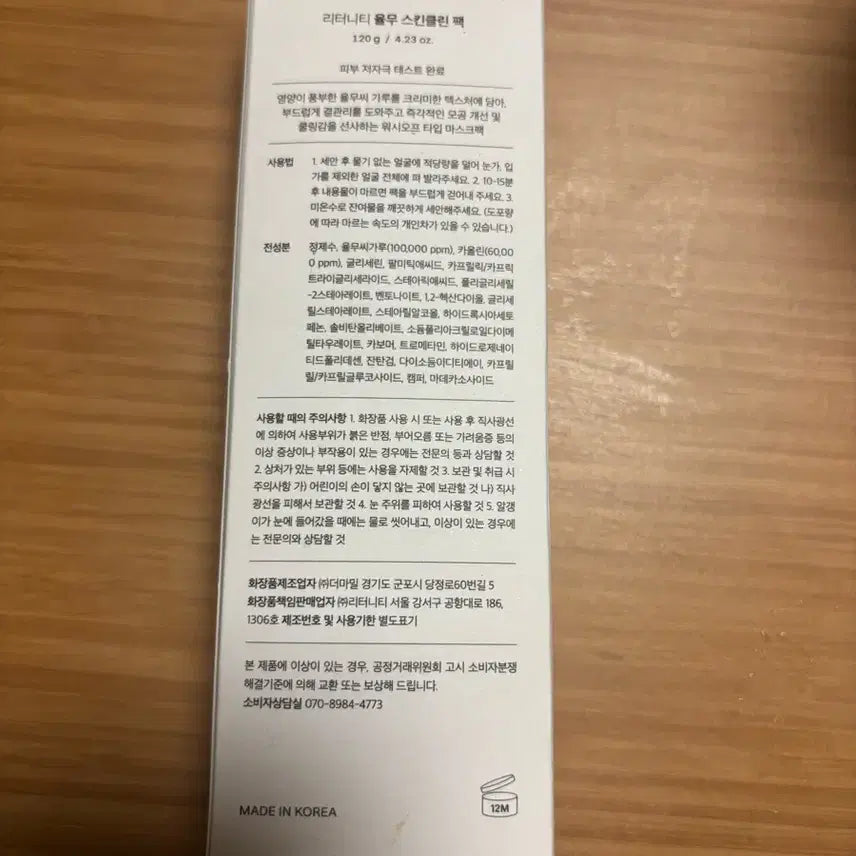 리터니티 율무 스킨클린 팩
120 g / 4.23 oz.
피부 저자극 테스트 완료
영양이 풍부한 율무씨 가루를 크리미한 텍스처에 담아,
부드럽게 결관리를 도와주고 즉각적인 모공 개선 및
쿨링감을 선사하는 워시오프 타입 마스크팩
사용법 1. 세안 후 물기 없는 얼굴에 적당량을 덜어 눈가, 입
가를 제외한 얼굴 전체에 펴 발라주세요. 2. 10-15분
후 내용물이 마르면 팩을 부드럽게 걷어내 주세요. 3.
미온수로 잔여물을 깨끗하게 세안해주세요. (도포량
에 따라 마르는 속도의 개인차가 있을 수 있습니다.)
전성분 정제수, 율무씨가루(100,000 ppm), 카올린(60,00
0 ppm), 글리세린, 팔미틱애씨드, 카프릴릭/카프릭
트라이글리세라이드, 스테아릭애씨드, 폴리글리세릴
-2스테아레이트, 벤토나이트, 1,2-헥산다이올, 글리세
릴스테아레이트, 스테아릴알코올, 하이드록시아세토
페논, 솔비탄올리베이트, 소듐폴리아크릴로일다이메
틸타우레이트, 카보머, 트로메타민, 하이드로제네이
티드폴리데센, 잔탄검, 다이소듐이디티에이, 카프릴
릴/카프릴글루코사이드, 캠퍼, 마데카소사이드
사용할 때의 주의사항 1. 화장품 사용 시 또는 사용 후 직사광선
에 의하여 사용부위가 붉은 반점, 부어오름 또는 가려움증 등의
이상 증상이나 부작용이 있는 경우에는 전문의 등과 상담할 것
2. 상처가 있는 부위 등에는 사용을 자제할 것 3. 보관 및 취급 시
주의사항 가) 어린이의 손이 닿지 않는 곳에 보관할 것 나) 직사
광선을 피해서 보관할 것 4. 눈 주위를 피하여 사용할 것 5. 알갱
이가 눈에 들어갔을 때에는 물로 씻어내고, 이상이 있는 경우에
는 전문의와 상담할 것
화장품제조업자 ㈜더마밀 경기도 군포시 당정로60번길 5
화장품책임판매업자 ㈜리터니티 서울 강서구 공항대로 186,
1306호 제조번호 및 사용기한 별도표기
본 제품에 이상이 있는 경우, 공정거래위원회 고시 소비자분쟁
해결기준에 의해 교환 또는 보상해 드립니다.
소비자상담실 070-8984-4773
MADE IN KOREA
12M